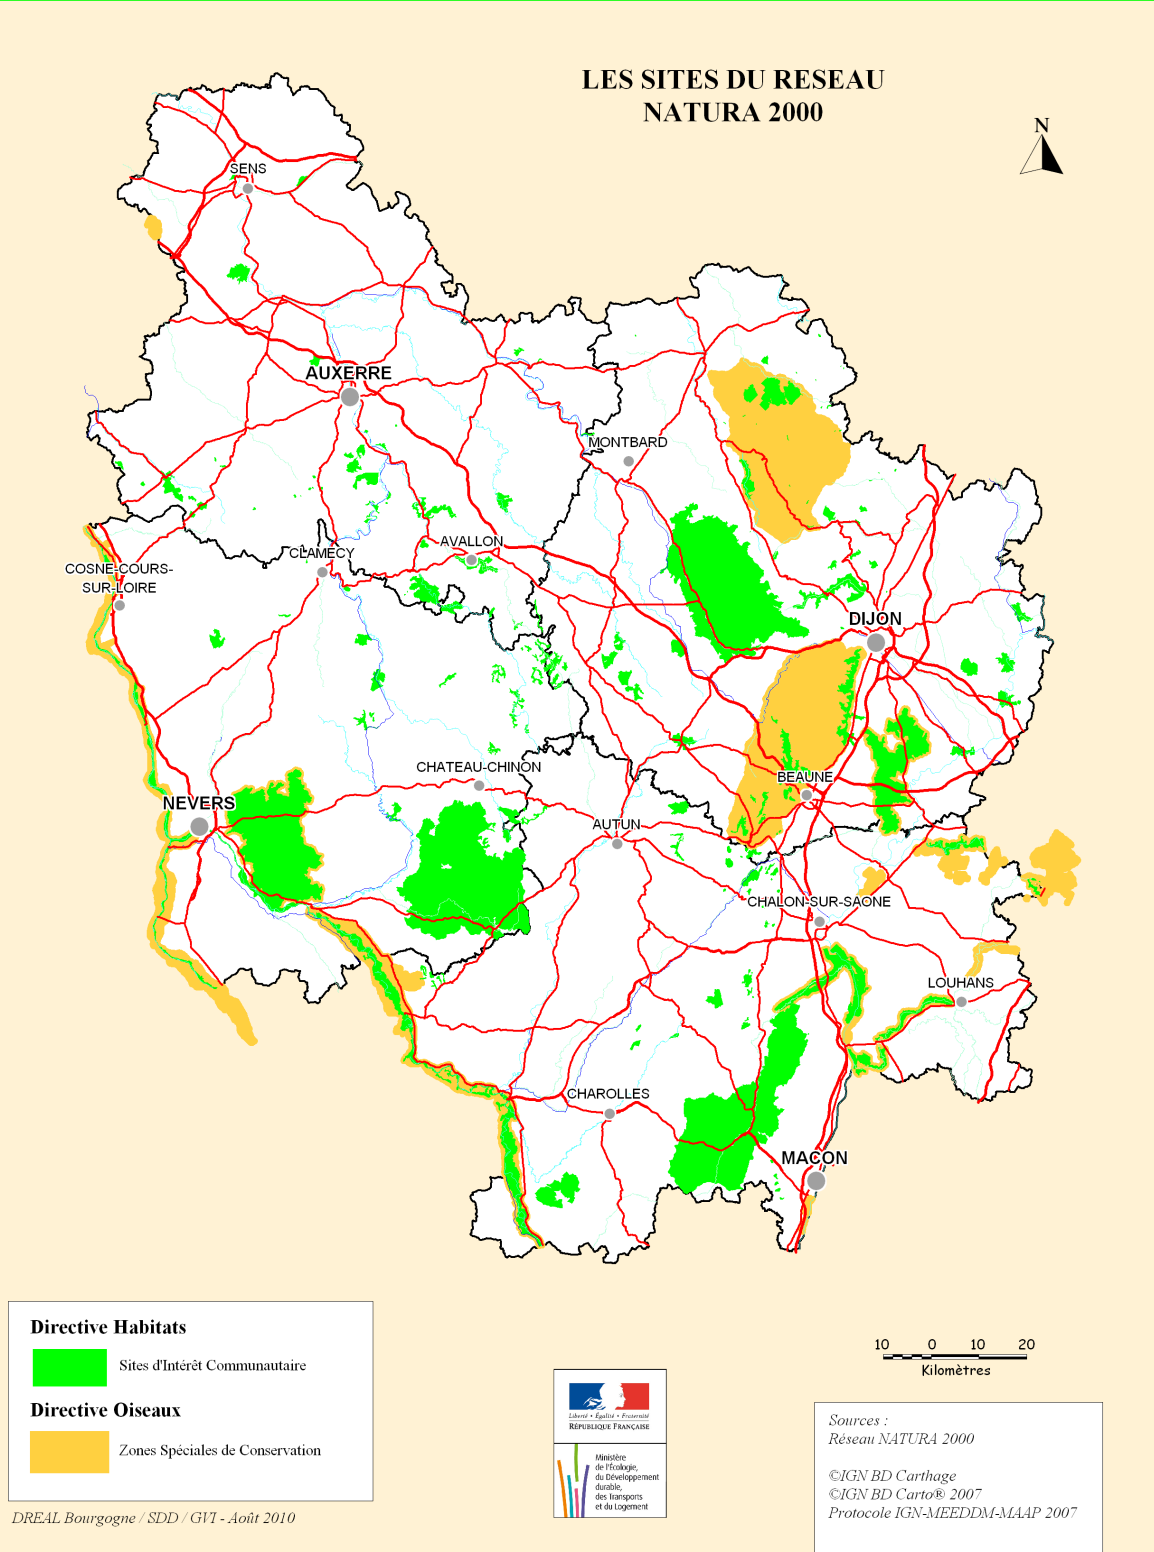 LES SITES DU RESEAU
NATURA 2000
N
SENS
AUXERRE
MONTBARD
AVALLON
CLAMECY
COSNE-COURS-
SUR-LOIRE
DIJON
CHATEAU-CHINON
BEAUNE
NEVERS
AUTUN
CHALON-SUR-SAONE
LOUHANS
CHAROLLES
MACON
Directive Habitats
Sites d'Intérêt Communautaire
Directive Oiseaux
Zones Spéciales de Conservation
DREAL Bourgogne / SDD / GVI - Août 2010
10 0 10 20
Kilomètres
Liberté • Égalité • Fraternité
RÉPUBLIQUE FRANÇAISE
Ministère
de l'Écologie,
du Développement
durable,
des Transports
et du Logement
Sources :
Réseau NATURA 2000
©IGN BD Carthage
©IGN BD Carto® 2007
Protocole IGN-MEEDDM-MAAP 2007